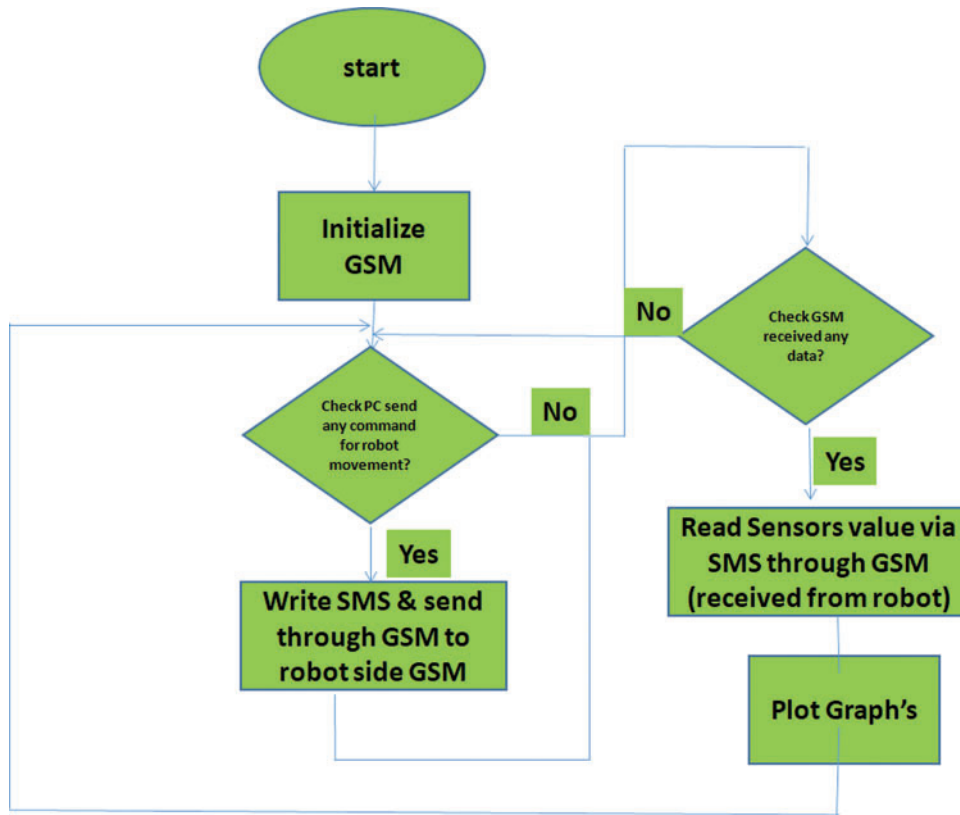 start
Initialize
GSM
No
Check GSM
received any
data?
Check PC send
any command
for robot
movement?
No
Yes
Yes
Write SMS & send
through GSM to
robot side GSM
Read Sensors value via
SMS through GSM
(received from robot)
Plot Graph's